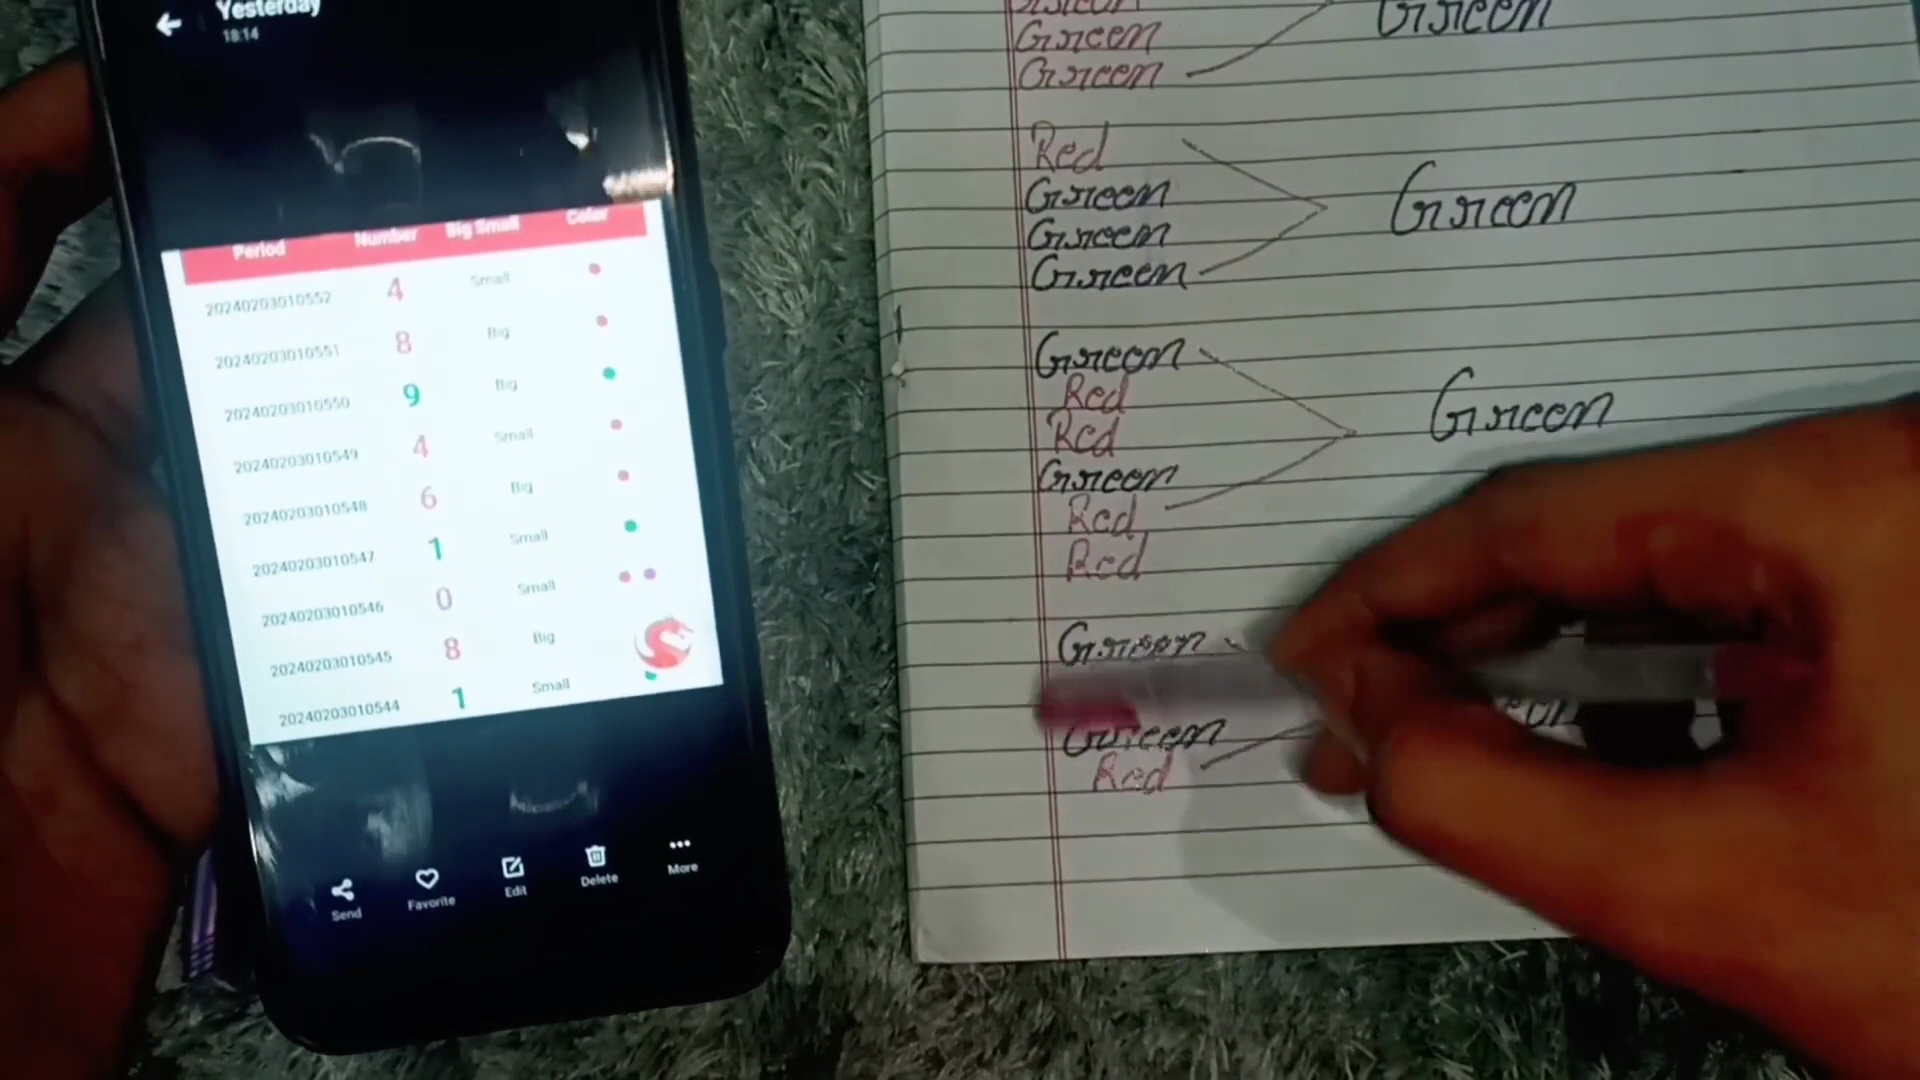 Yesterday
18:14
Period Number Big Small Color
20240203010552 4 Small
20240203010551 8 Big
20240203010550 9 Big
20240203010549 4 Small
20240203010548 6 Big
20240203010547 1 Small
20240203010546 0 Small
20240203010545 8 Big
20240203010544 1 Small
Send Favorite Edit Delete More
Green
Green
Green
Red
Green
Green
Green
Green
Green
Red
Red
Green
Red
Red
Green
Green
Green
Red